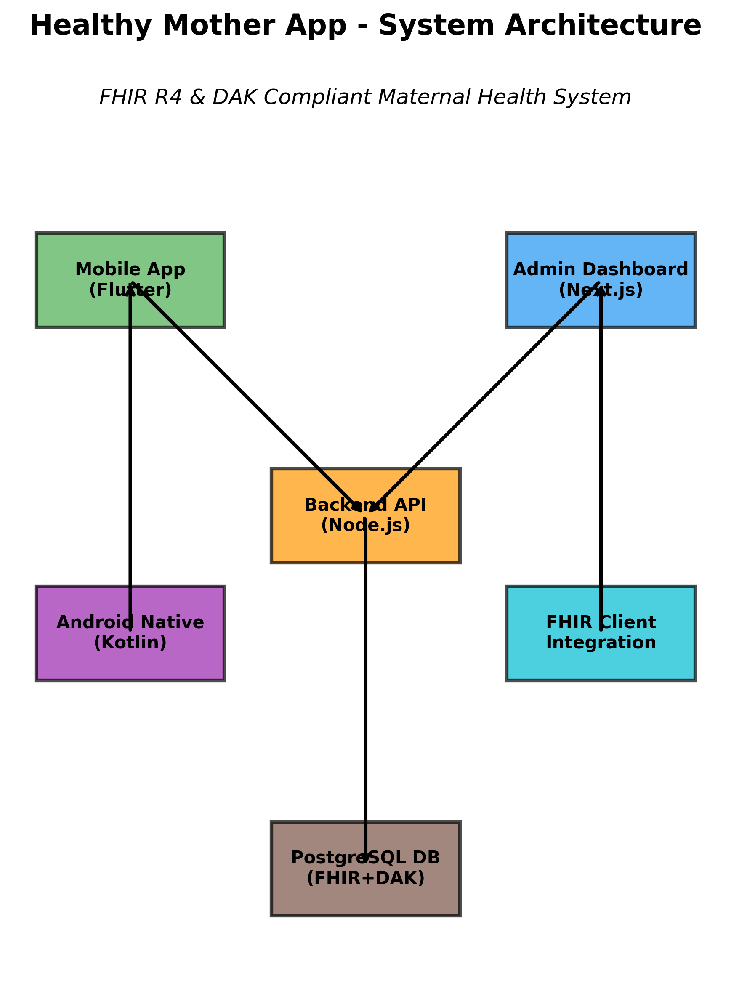 Healthy Mother App - System Architecture
FHIR R4 & DAK Compliant Maternal Health System
Mobile App
(Flutter)
Admin Dashboard
(Next.js)
Backend API
(Node.js)
Android Native
(Kotlin)
FHIR Client
Integration
PostgreSQL DB
(FHIR+DAK)